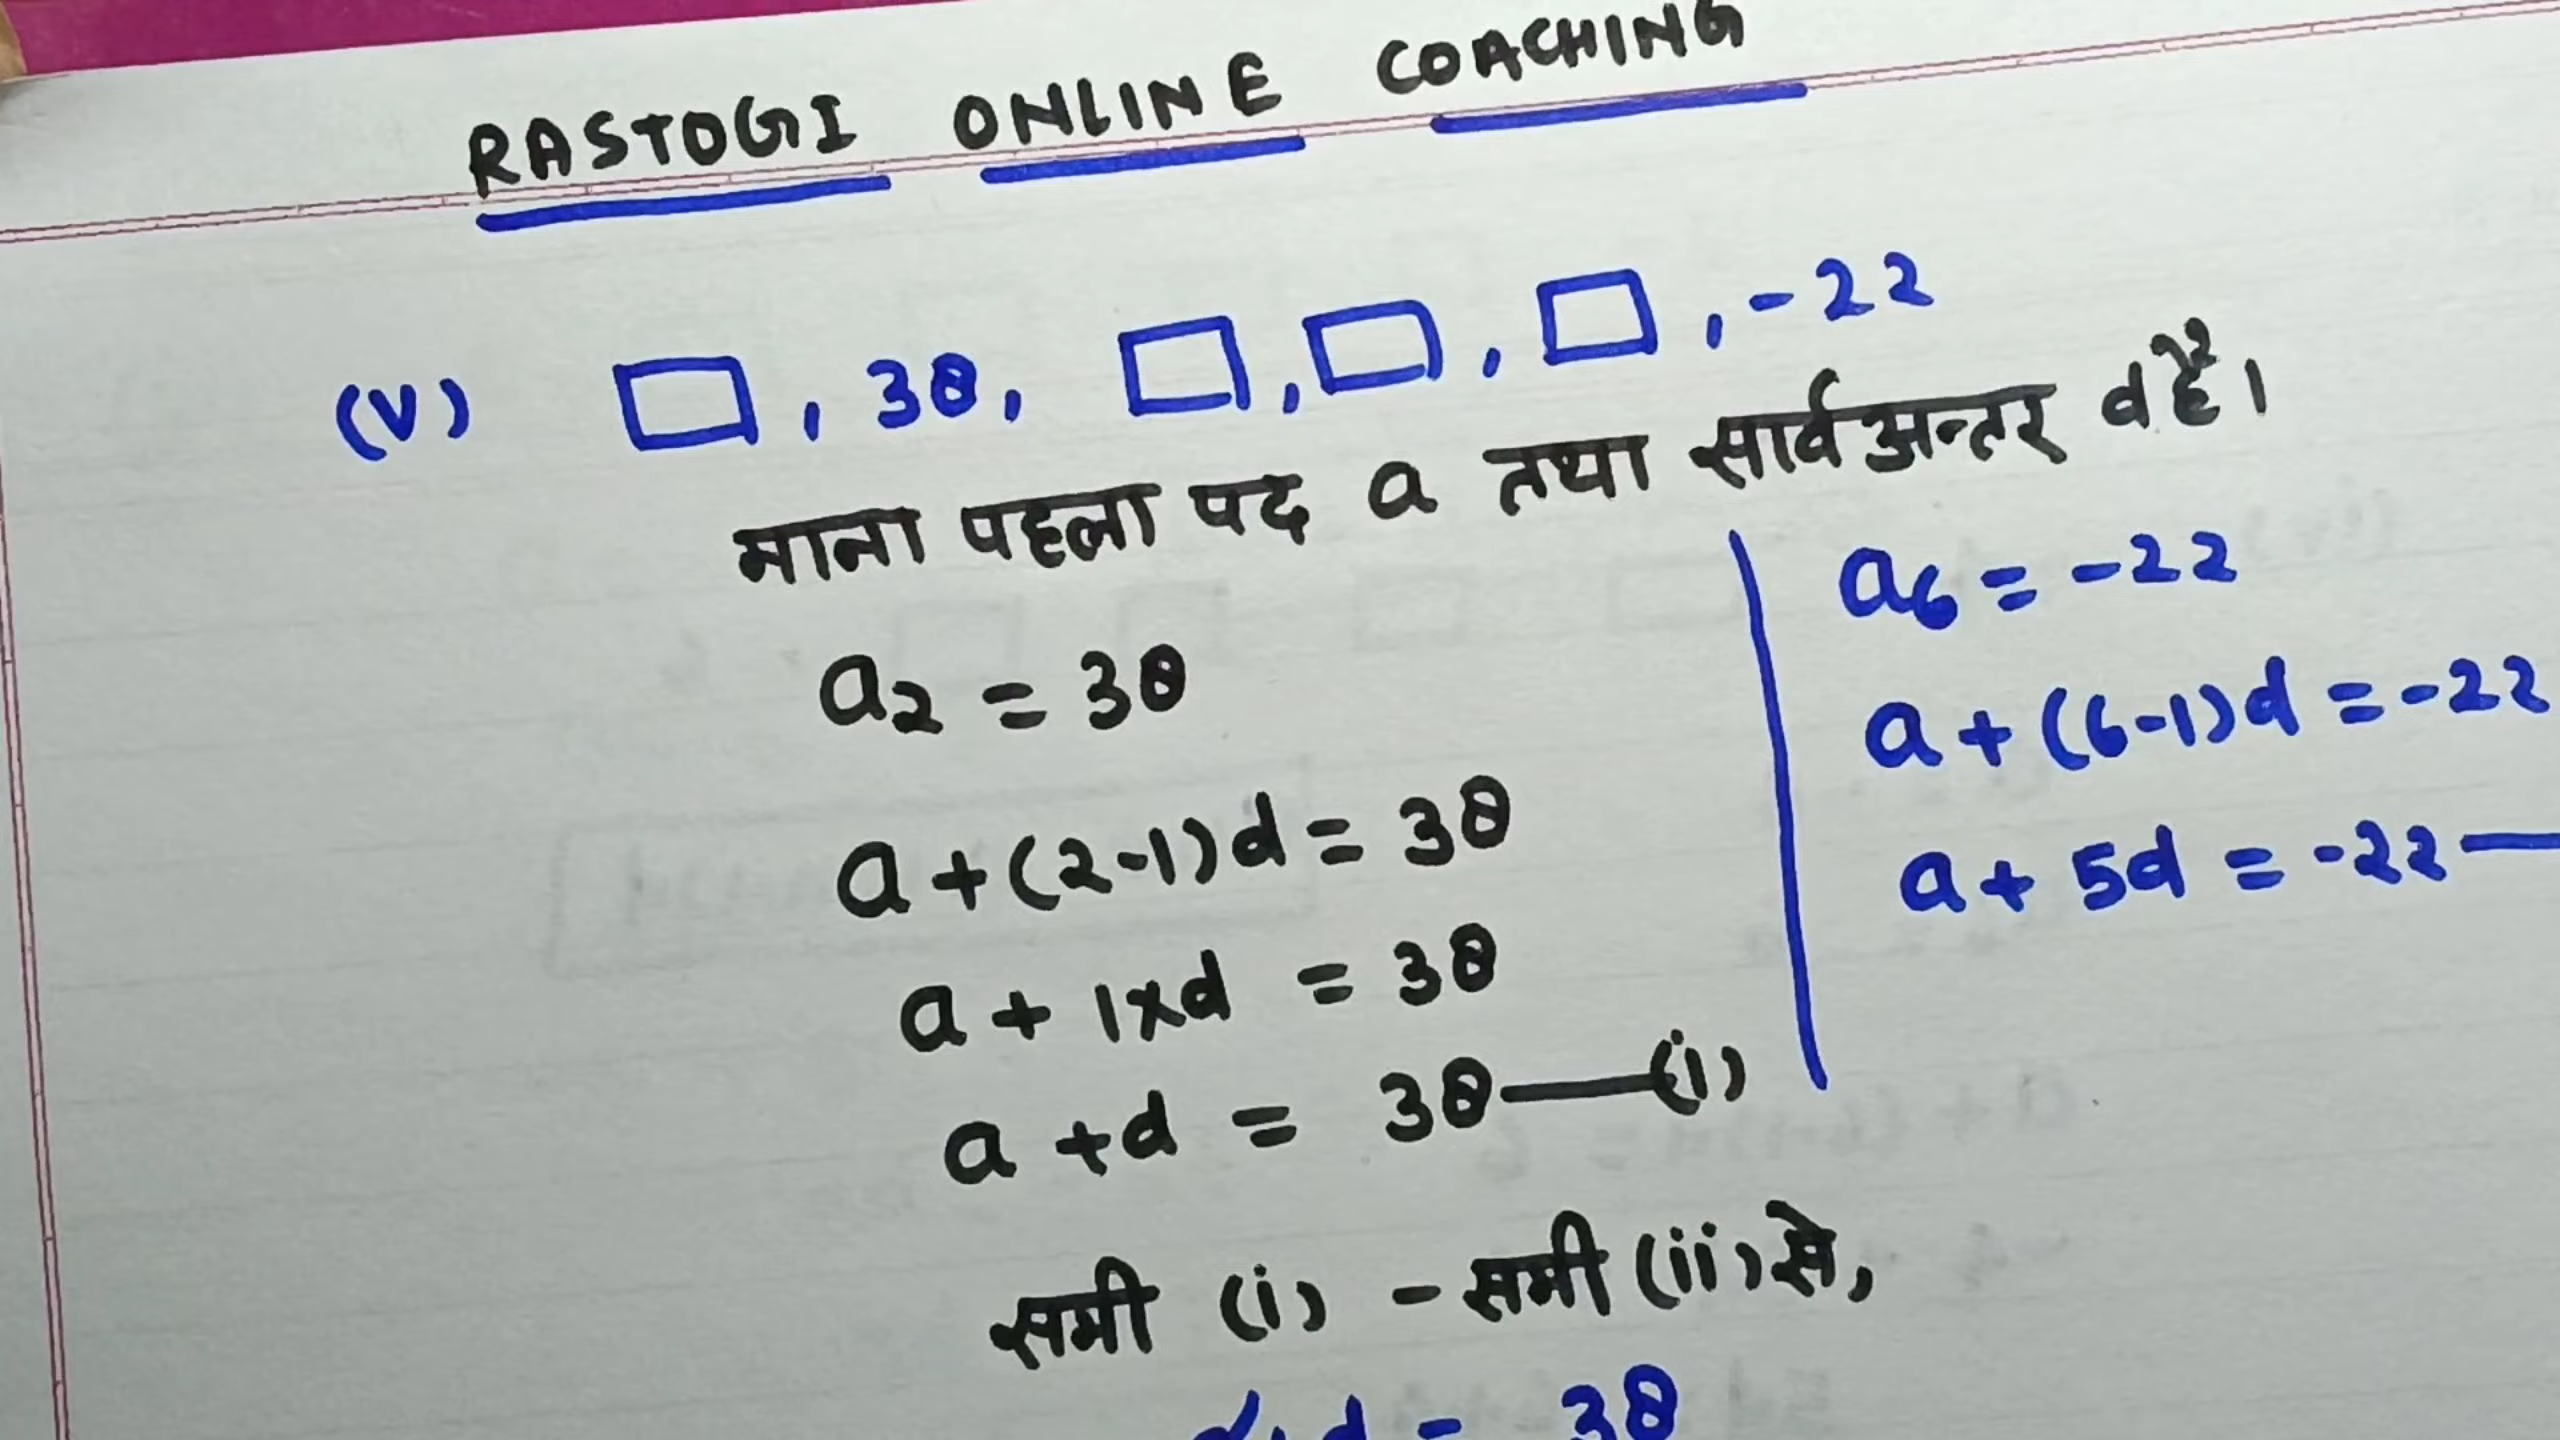 RASTOGI ONLINE COACHING
(V) □, 38, □, □, □, -22
माना पहला पद a तथा सार्वअन्तर d है।
a₂ = 38
a + (2-1)d = 38
a + 1×d = 38
a + d = 38 — (i)
a₆ = -22
a + (6-1)d = -22
a + 5d = -22 —
समी (i) - समी (ii) से,
+d = 38